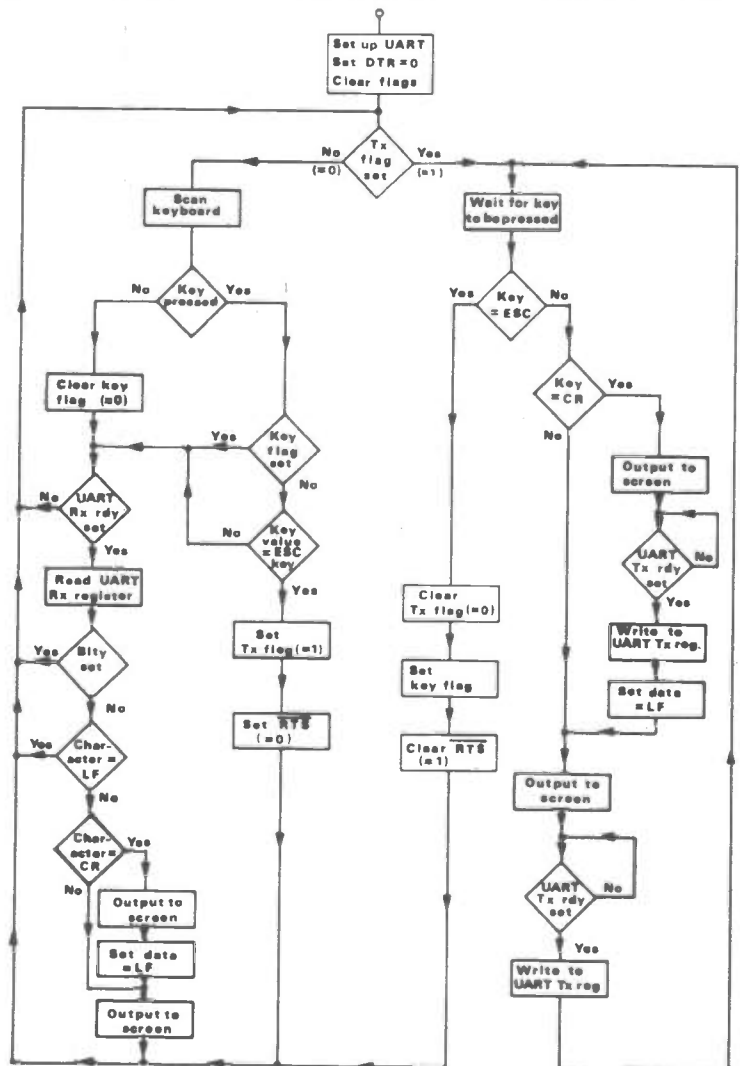 Set up UART
Set DTR=0
Clear flags
Tx
flag
set
No
(=0)
Yes
(=1)
Scan
keyboard
Wait for key
to be pressed
Key
pressed
No
Yes
Key
= ESC
Yes
No
Clear key
flag (=0)
Key
= CR
Yes
No
Key
flag
set
Yes
No
Output to
screen
UART
Rx rdy
set
No
Yes
Key
value
= ESC
key
No
Yes
UART
Tx rdy
set
No
Yes
Read UART
Rx register
Clear
Tx flag(=0)
Set
Tx flag(=1)
Write to
UART Tx reg.
Bity
set
Yes
No
Set
key flag
Set data
=LF
Set RTS
(=0)
Clear RTS
(=1)
Char-
acter=
LF
Yes
No
Output to
screen
Char-
acter=
CR
Yes
No
UART
Tx rdy
set
No
Yes
Output to
screen
Set data
=LF
Write to
UART Tx reg
Output to
screen